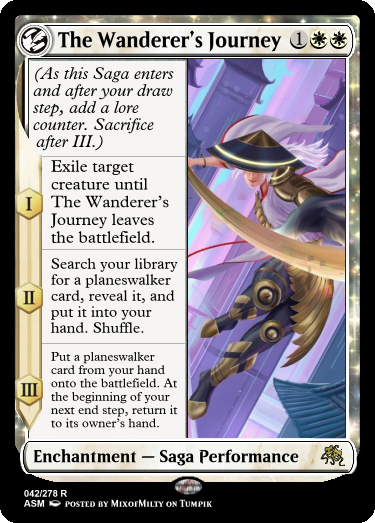 The Wanderer's Journey 1
(As this Saga enters
and after your draw
step, add a lore
counter. Sacrifice
after III.)
I
Exile target
creature until
The Wanderer's
Journey leaves
the battlefield.
II
Search your library
for a planeswalker
card, reveal it, and
put it into your
hand. Shuffle.
III
Put a planeswalker
card from your hand
onto the battlefield. At
the beginning of your
next end step, return it
to its owner's hand.
Enchantment — Saga Performance
042/278 R
ASM POSTED BY MIXOFMILTY ON TUMPIK